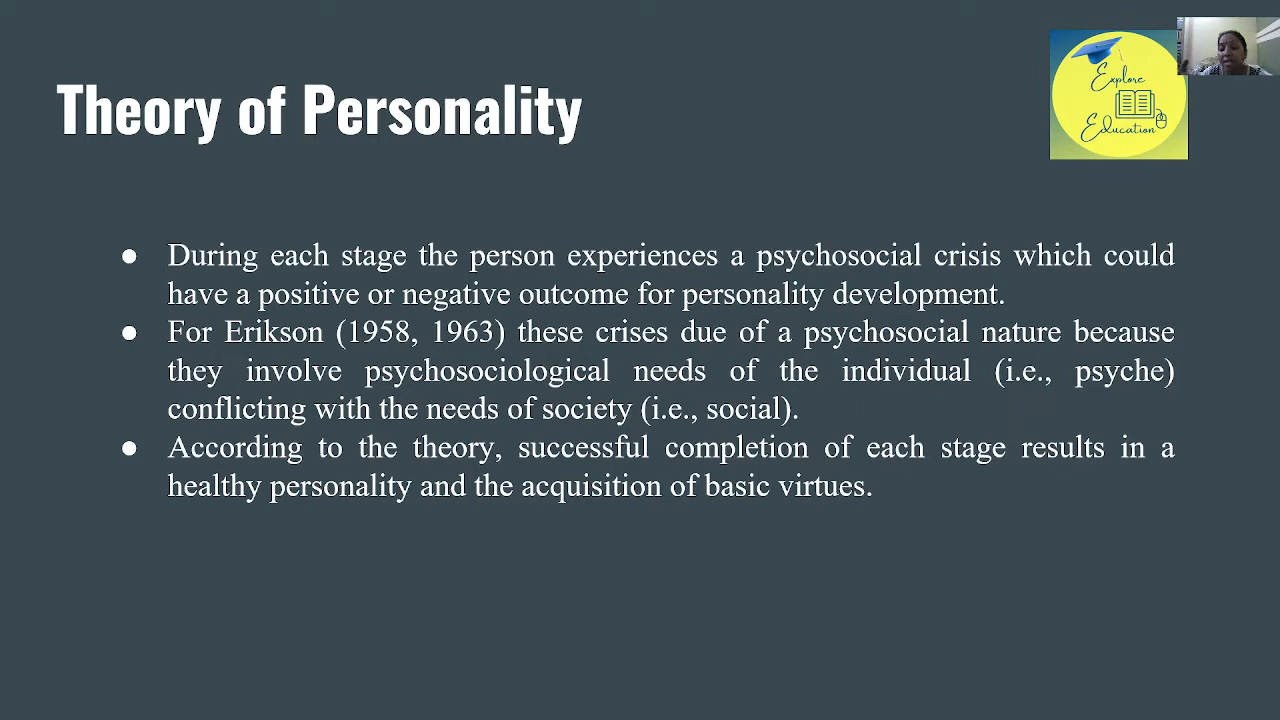 Theory of Personality
Explore
Education
● During each stage the person experiences a psychosocial crisis which could
have a positive or negative outcome for personality development.
● For Erikson (1958, 1963) these crises due of a psychosocial nature because
they involve psychosociological needs of the individual (i.e., psyche)
conflicting with the needs of society (i.e., social).
● According to the theory, successful completion of each stage results in a
healthy personality and the acquisition of basic virtues.